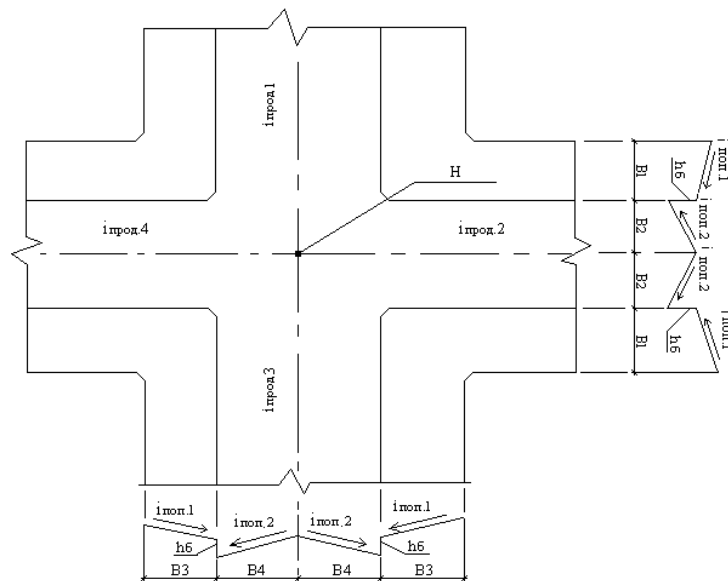 iпрод.1
H
iпрод.4
iпрод.2
iпрод.3
B1
B2
B2
B1
hб
hб
iпоп.1
iпоп.2
iпоп.2
iпоп.1
iпоп.1
iпоп.2
iпоп.2
iпоп.1
hб
hб
B3
B4
B4
B3